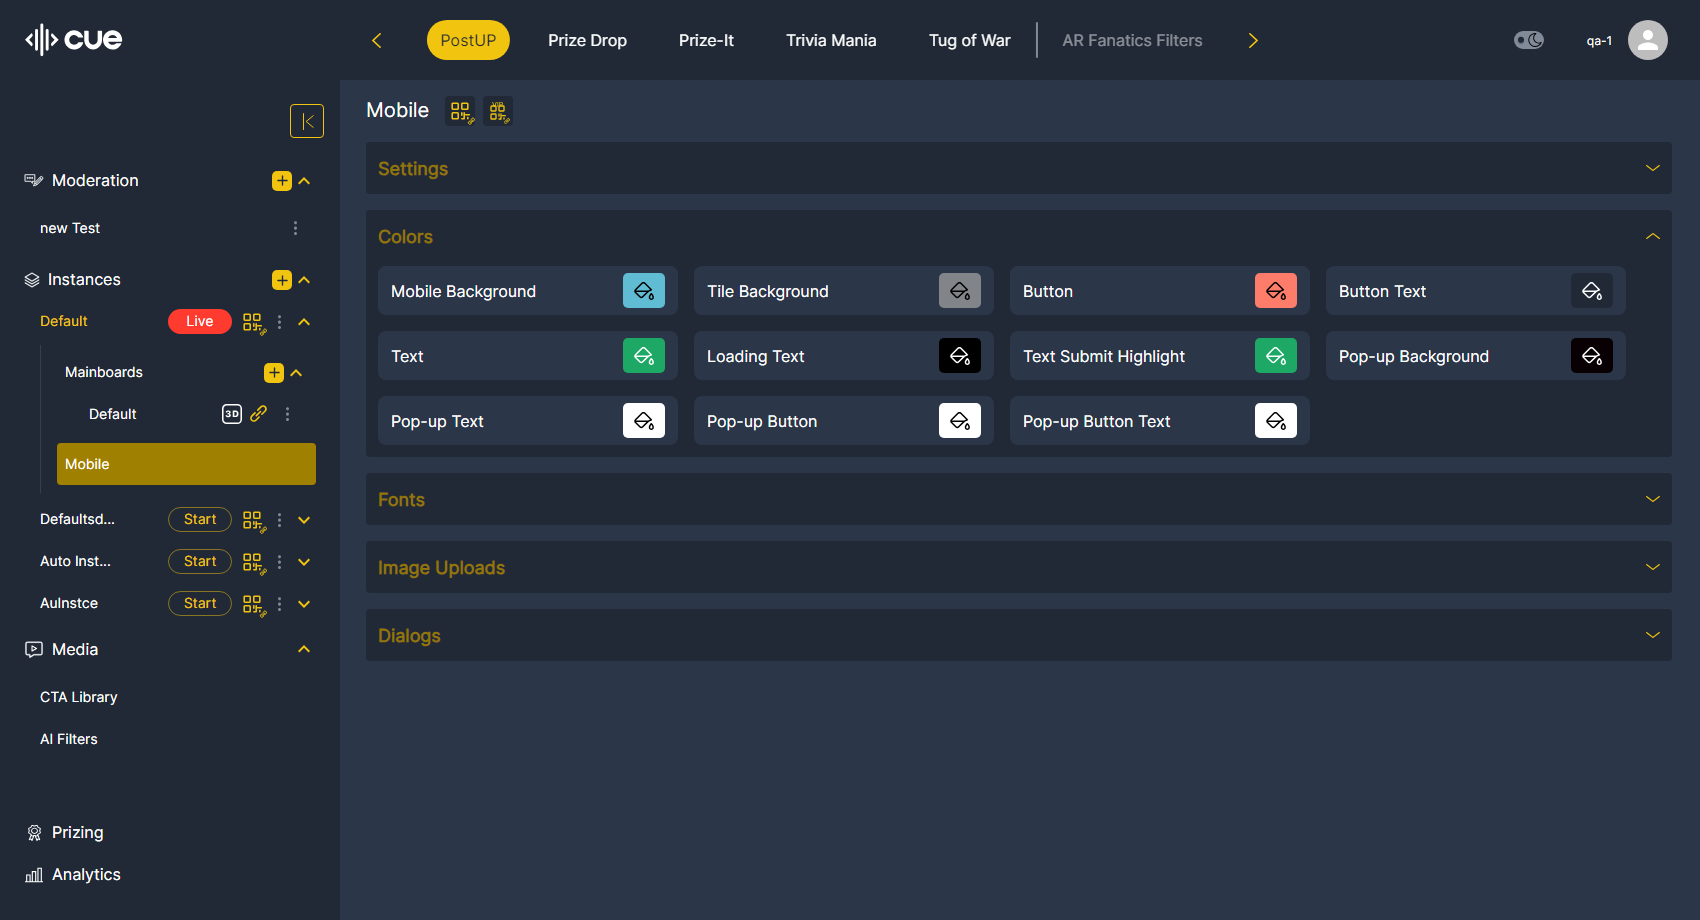 cue
PostUP
Prize Drop
Prize-It
Trivia Mania
Tug of War
AR Fanatics Filters
qa-1
Moderation
new Test
Instances
Default
Live
Mainboards
Default
3D
Mobile
Defaultsd...
Start
Auto Inst...
Start
AuInstce
Start
Media
CTA Library
AI Filters
Prizing
Analytics
Mobile
VIP
Settings
Colors
Mobile Background
Tile Background
Button
Button Text
Text
Loading Text
Text Submit Highlight
Pop-up Background
Pop-up Text
Pop-up Button
Pop-up Button Text
Fonts
Image Uploads
Dialogs